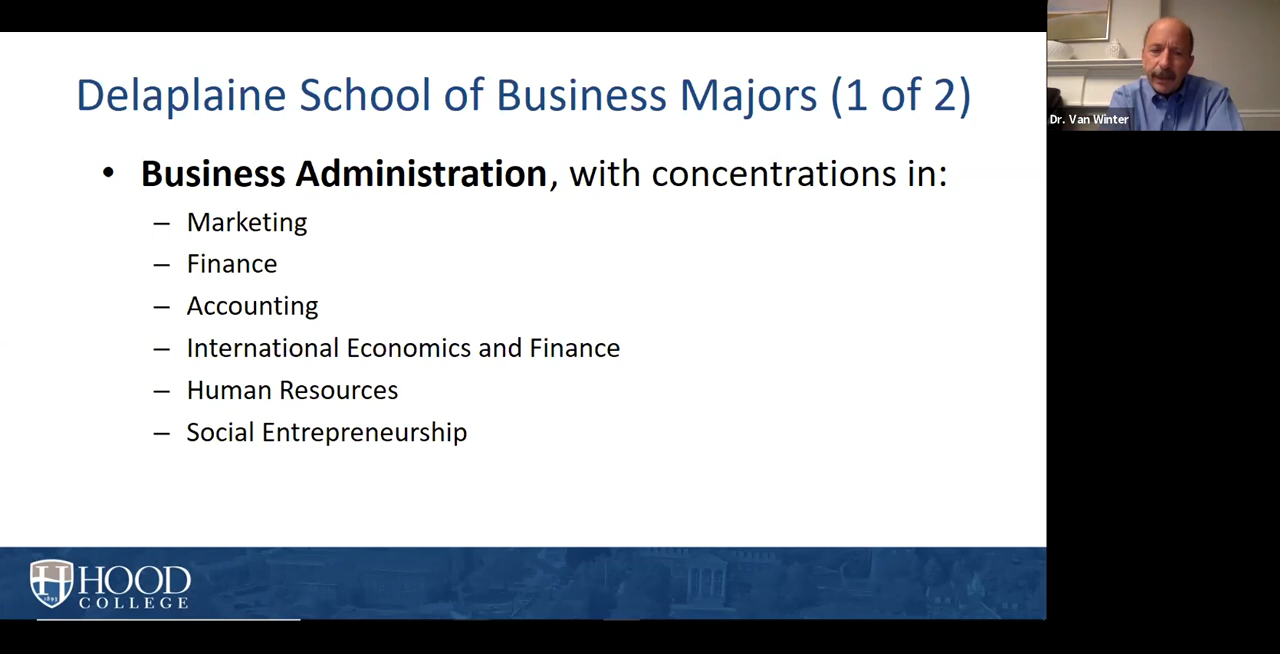 Delaplaine School of Business Majors (1 of 2)
• Business Administration, with concentrations in:
– Marketing
– Finance
– Accounting
– International Economics and Finance
– Human Resources
– Social Entrepreneurship
HOOD
COLLEGE
1893
Dr. Van Winter